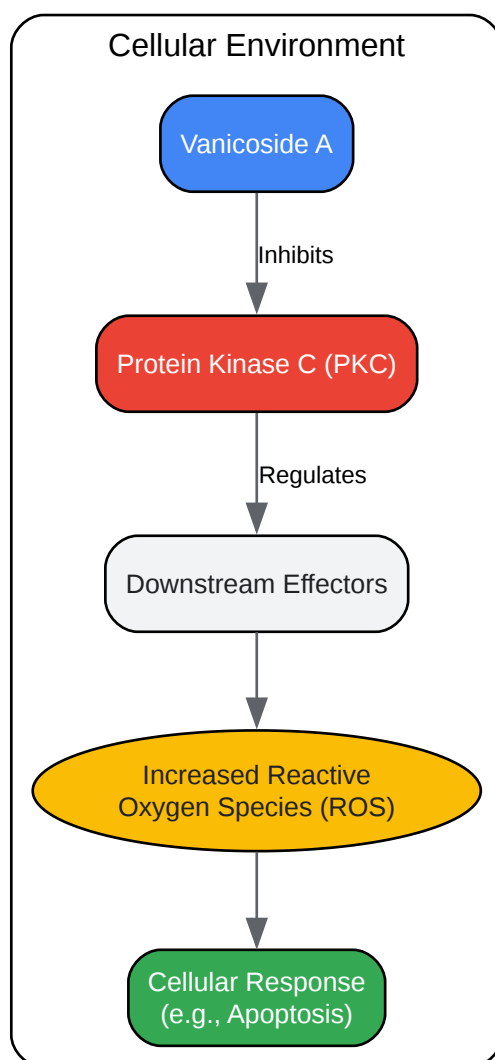 Cellular Environment
Vanicoside A
Inhibits
Protein Kinase C (PKC)
Regulates
Downstream Effectors
Increased Reactive
Oxygen Species (ROS)
Cellular Response
(e.g., Apoptosis)